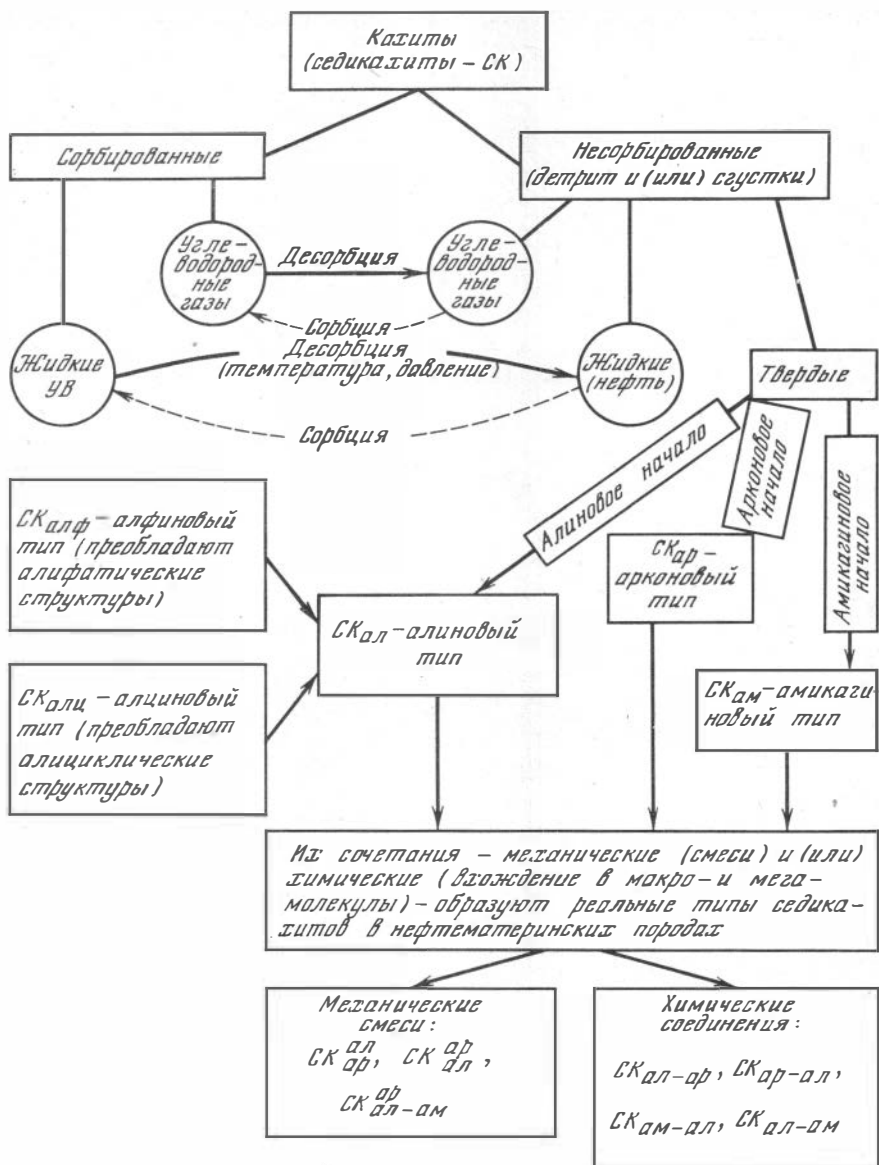 Кахиты
(седикахиты – СК)
Сорбированные
Несорбированные
(детрит и (или) сгустки)
Угле-
водород-
ные
газы
Десорбция
Угле-
водород-
ные
газы
Сорбция
Жидкие
УВ
Десорбция
(температура, давление)
Жидкие
(нефть)
Твердые
Сорбция
Алиновое начало
Арконовое
начало
Амикагиновое
начало
СКалф – алфиновый
тип (преобладают
алифатические
структуры)
СКар –
арконовый
тип
СКал – алиновый
тип
СКалц – алциновый
тип (преобладают
алициклические
структуры)
СКам – амикаги-
новый тип
Их сочетания – механические (смеси) и (или)
химические (вхождение в макро – и мега-
молекулы) – образуют реальные типы седика-
хитов в нефтематеринских породах
Механические
смеси:
СК ал ар, СК ар ал,
СК ар ал–ам
Химические
соединения:
СКал–ар, СКар–ал,
СКам–ал, СКал–ам